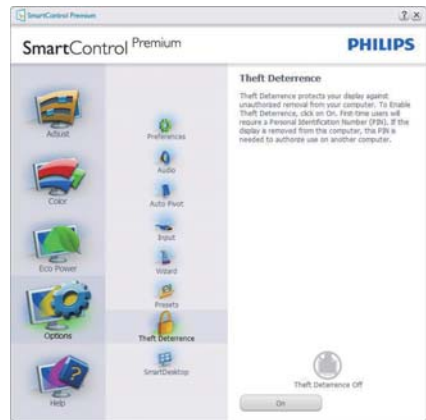 SmartControl Premium
SmartControl Premium
PHILIPS
Adjust
Color
Eco Power
Options
Help
Preferences
Audio
Auto Pivot
Input
Wizard
Presets
Theft Deterrence
SmartDesktop
Theft Deterrence
Theft Deterrence protects your display against
unauthorized removal from your computer. To Enable
Theft Deterrence, click on On. First-time users will
require a Personal Identification Number (PIN). If the
display is removed from this computer, this PIN is
needed to authorize use on another computer.
Theft Deterrence Off
On